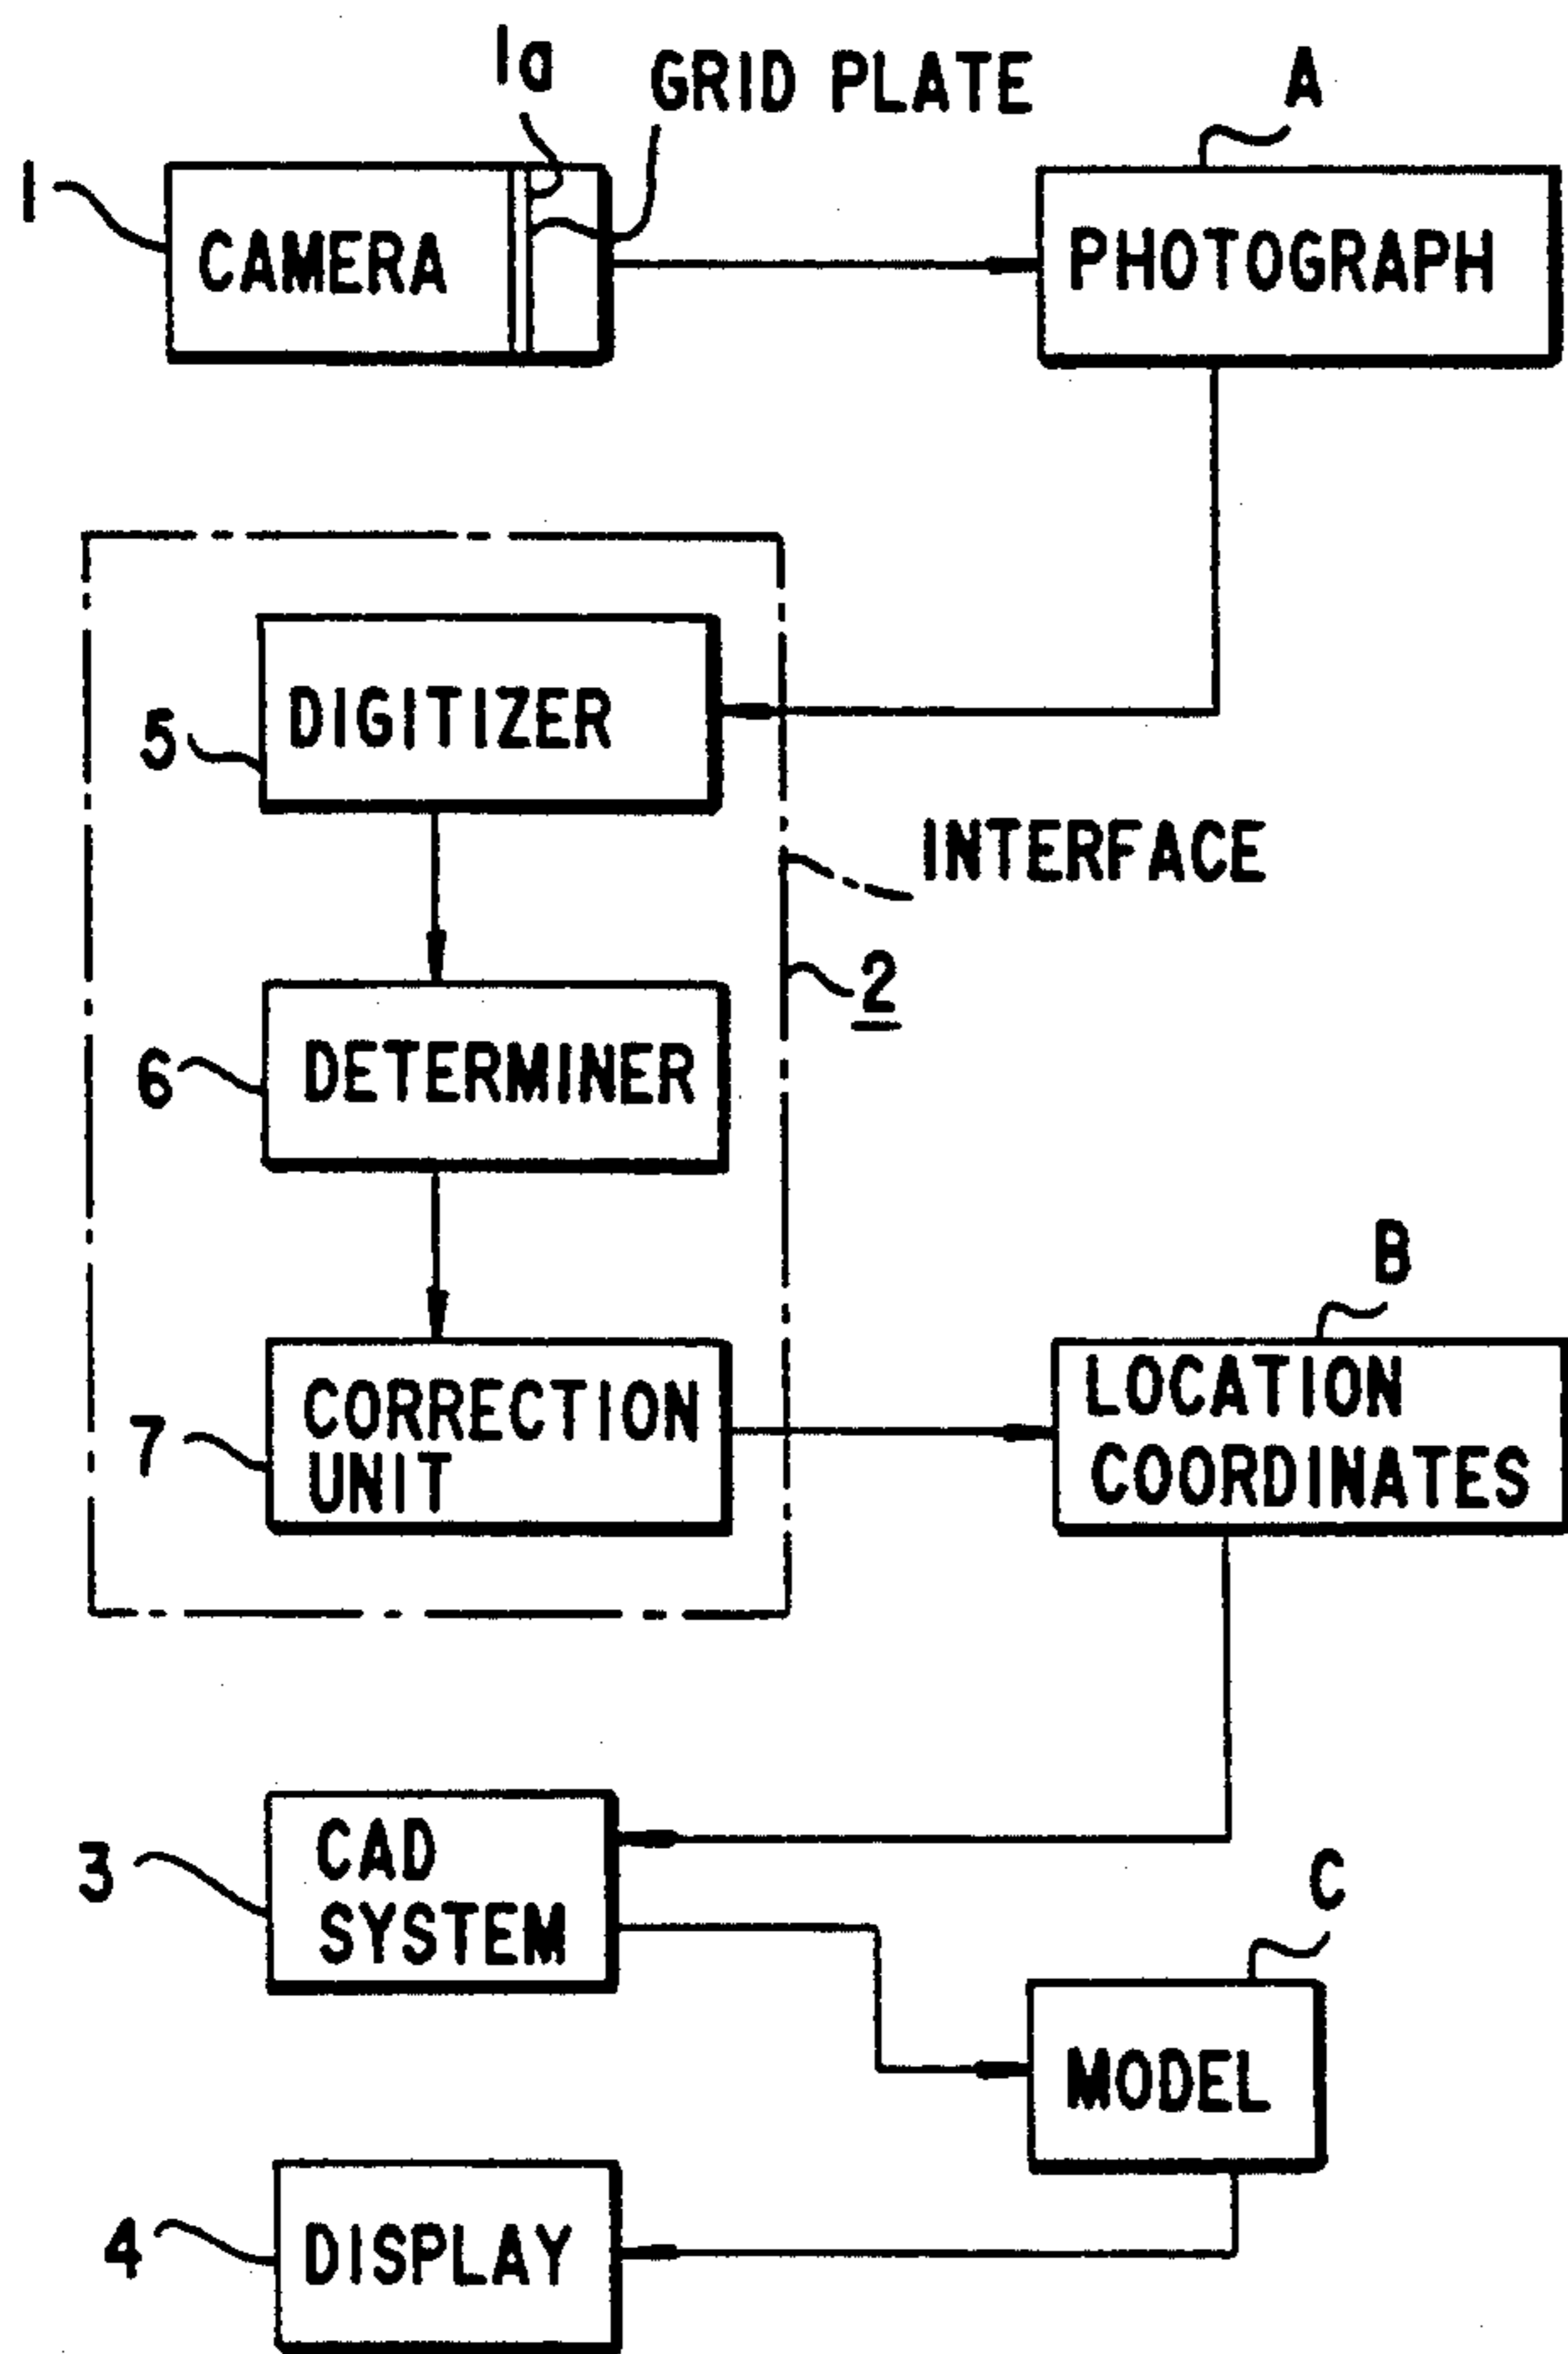 1a
GRID PLATE
A
1
CAMERA
PHOTOGRAPH
DIGITIZER
5
INTERFACE
2
6
DETERMINER
B
7
CORRECTION
UNIT
LOCATION
COORDINATES
3
CAD
SYSTEM
C
MODEL
4
DISPLAY